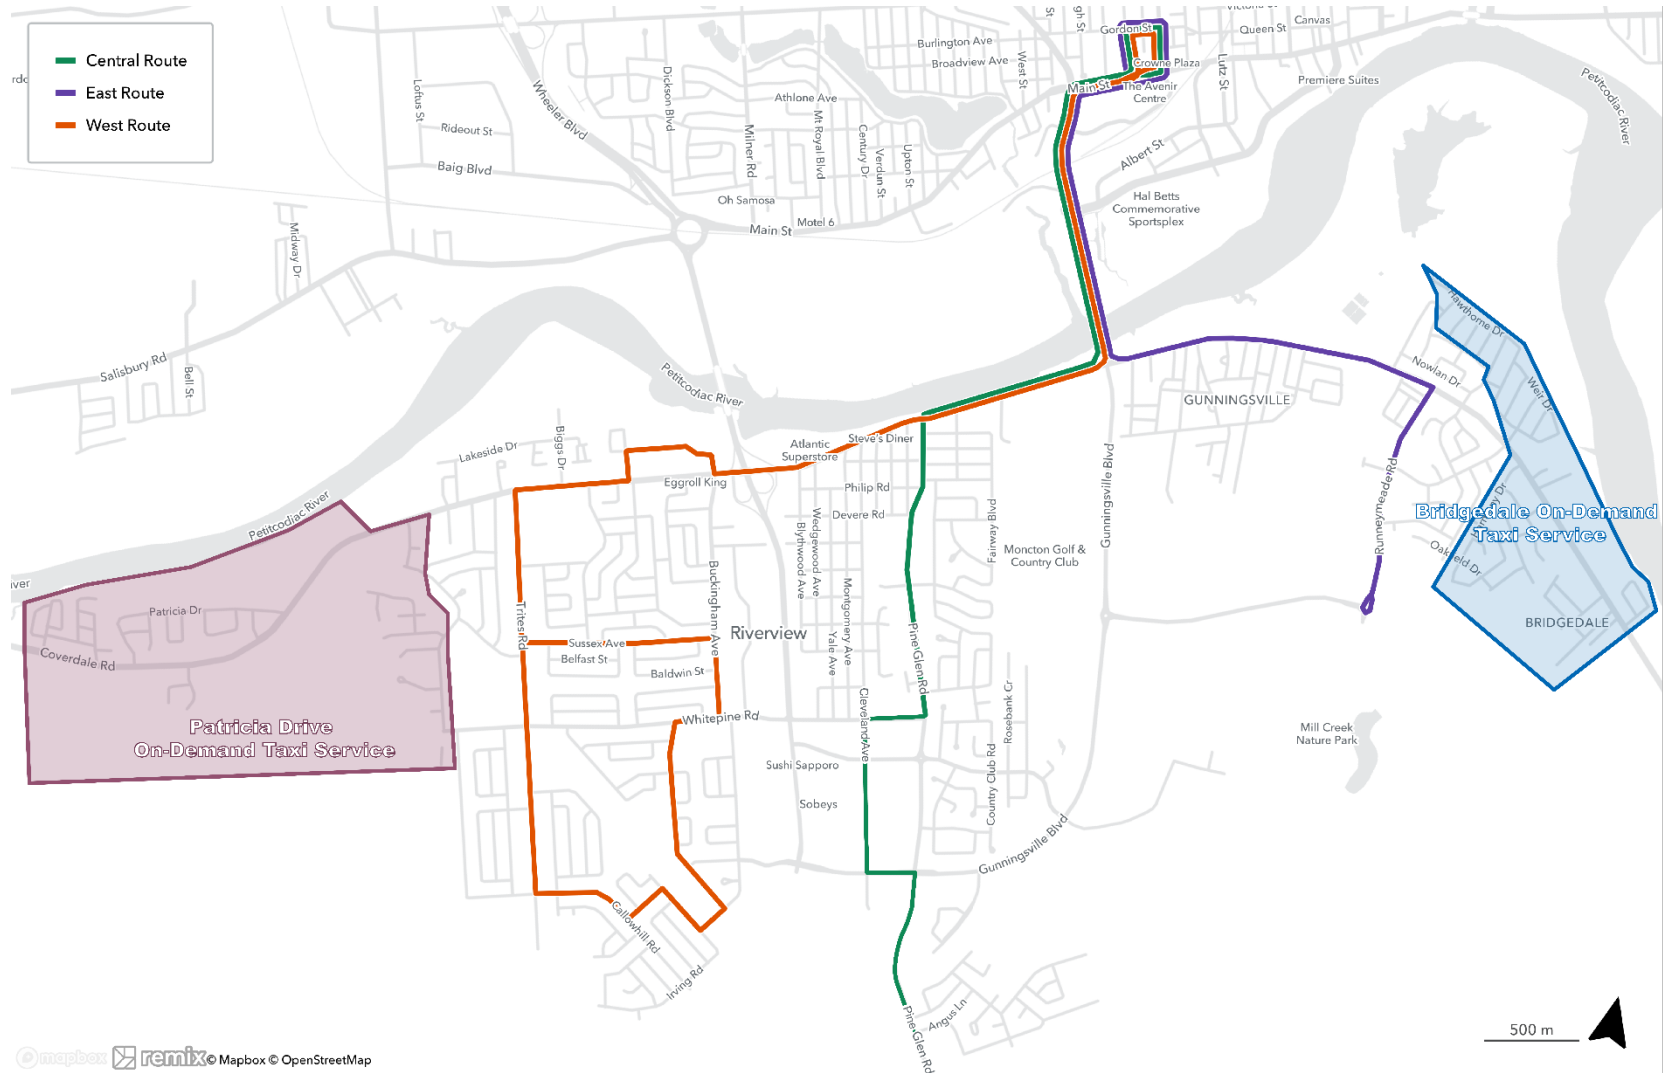 Central Route
East Route
West Route
Gordon St
Queen St
Canvas
Burlington Ave
Broadview Ave
West St
Crowne Plaza
Main St
The Avenir
Centre
Lutz St
Premiere Suites
Petitcodiac River
Loftus St
Wheeler Blvd
Dickson Blvd
Athlone Ave
Rideout St
Milner Rd
Mt Royal Blvd
Century Dr
Verdun St
Upton St
Albert St
Baig Blvd
Oh Samosa
Motel 6
Main St
Hal Betts
Commemorative
Sportsplex
Midway Dr
Salisbury Rd
Bell St
Petitcodiac River
Hawthorne Dr
Nowlan Dr
Weir Dr
GUNNINGSVILLE
Lakeside Dr
Biggs Dr
Atlantic
Superstore
Steve's Diner
Eggroll King
Philip Rd
Devere Rd
Wedgewood Ave
Blythwood Ave
Fairway Blvd
Gunningsville Blvd
Moncton Golf &
Country Club
Runneymeade Rd
Bridgedale On-Demand
Taxi Service
BRIDGEDALE
Petitcodiac River
Patricia Dr
Coverdale Rd
Patricia Drive
On-Demand Taxi Service
Trites Rd
Sussex Ave
Belfast St
Buckingham Ave
Baldwin St
Riverview
Montgomery Ave
Yale Ave
Pine Glen Rd
Whitepine Rd
Cleveland Ave
Rosebank Cr
Country Club Rd
Sushi Sapporo
Sobeys
Mill Creek
Nature Park
Gunningsville Blvd
Callowhill Rd
Irving Rd
Angus Ln
Pine Glen Rd
500 m
mapbox
remix
© Mapbox © OpenStreetMap